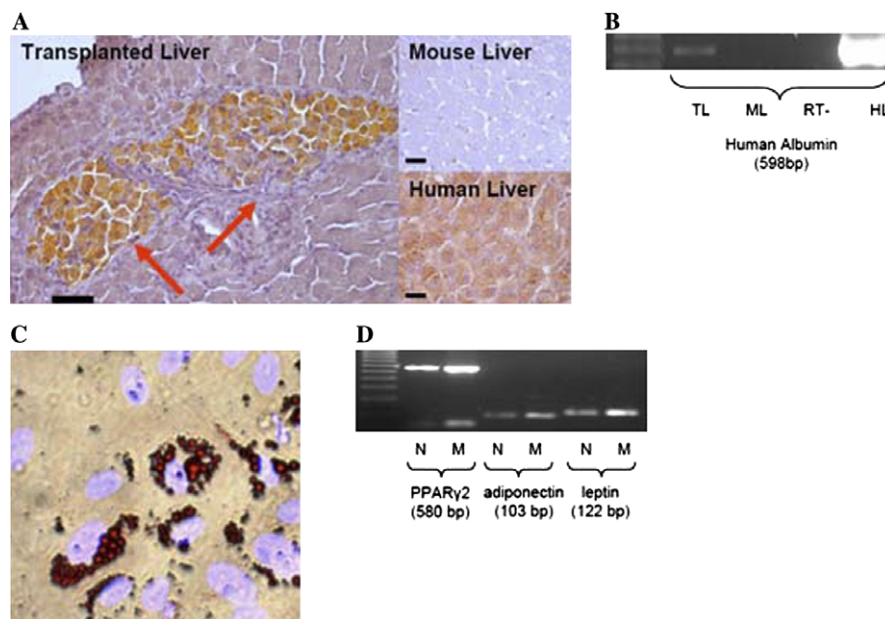 A
Transplanted Liver
Mouse Liver
Human Liver
B
TL ML RT- HL
Human Albumin
(598bp)
C
D
N M N M N M
PPARγ2 adiponectin leptin
(580 bp) (103 bp) (122 bp)